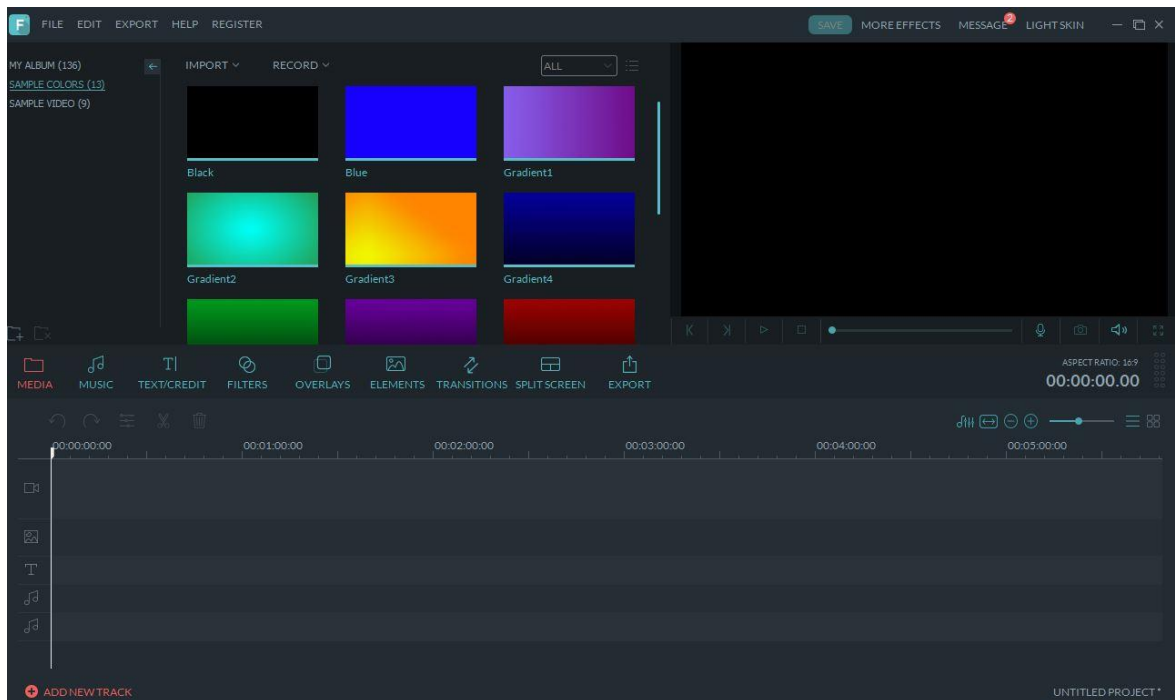 F FILE EDIT EXPORT HELP REGISTER SAVE MORE EFFECTS MESSAGE 2 LIGHT SKIN
MY ALBUM (136)
SAMPLE COLORS (13)
SAMPLE VIDEO (9)
IMPORT RECORD ALL
Black Blue Gradient1
Gradient2 Gradient3 Gradient4
MEDIA MUSIC TEXT/CREDIT FILTERS OVERLAYS ELEMENTS TRANSITIONS SPLIT SCREEN EXPORT
ASPECT RATIO: 16:9
00:00:00.00
00:00:00:00 00:01:00:00 00:02:00:00 00:03:00:00 00:04:00:00 00:05:00:00
ADD NEW TRACK UNTITLED PROJECT *